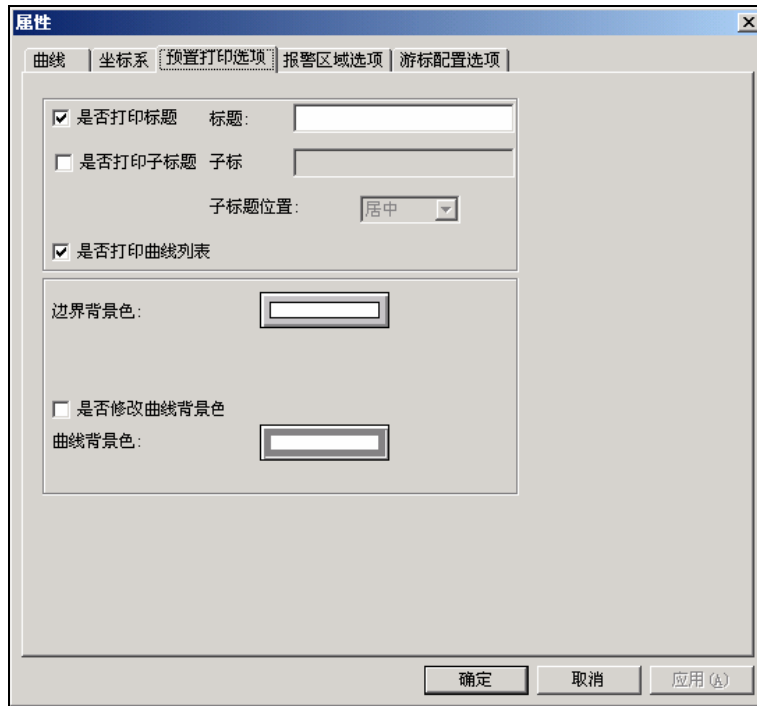 属性
曲线 坐标系 预置打印选项 报警区域选项 游标配置选项
是否打印标题 标题:
是否打印子标题 子标
子标题位置: 居中
是否打印曲线列表
边界背景色:
是否修改曲线背景色
曲线背景色:
确定 取消 应用(A)